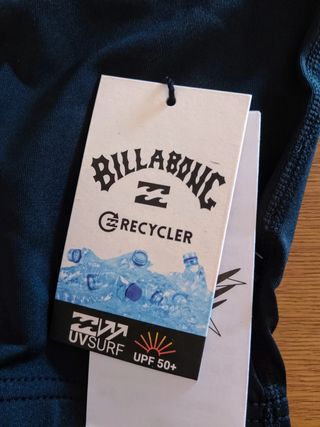 BILLABONG
RECYCLER
UVSURF
UPF 50+